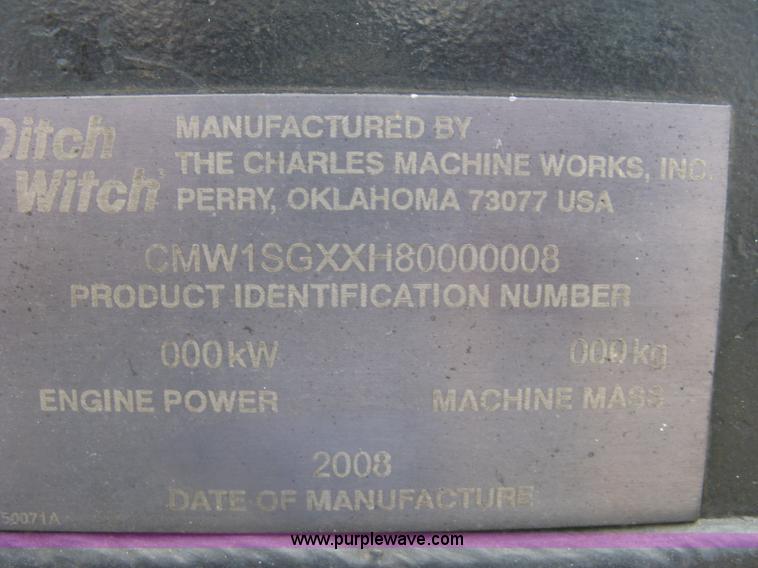 Ditch
Witch
MANUFACTURED BY
THE CHARLES MACHINE WORKS, INC.
PERRY, OKLAHOMA 73077 USA
CMW1SGXXH80000008
PRODUCT IDENTIFICATION NUMBER
000 kW 000 kg
ENGINE POWER MACHINE MASS
2008
DATE OF MANUFACTURE
50071A
www.purplewave.com